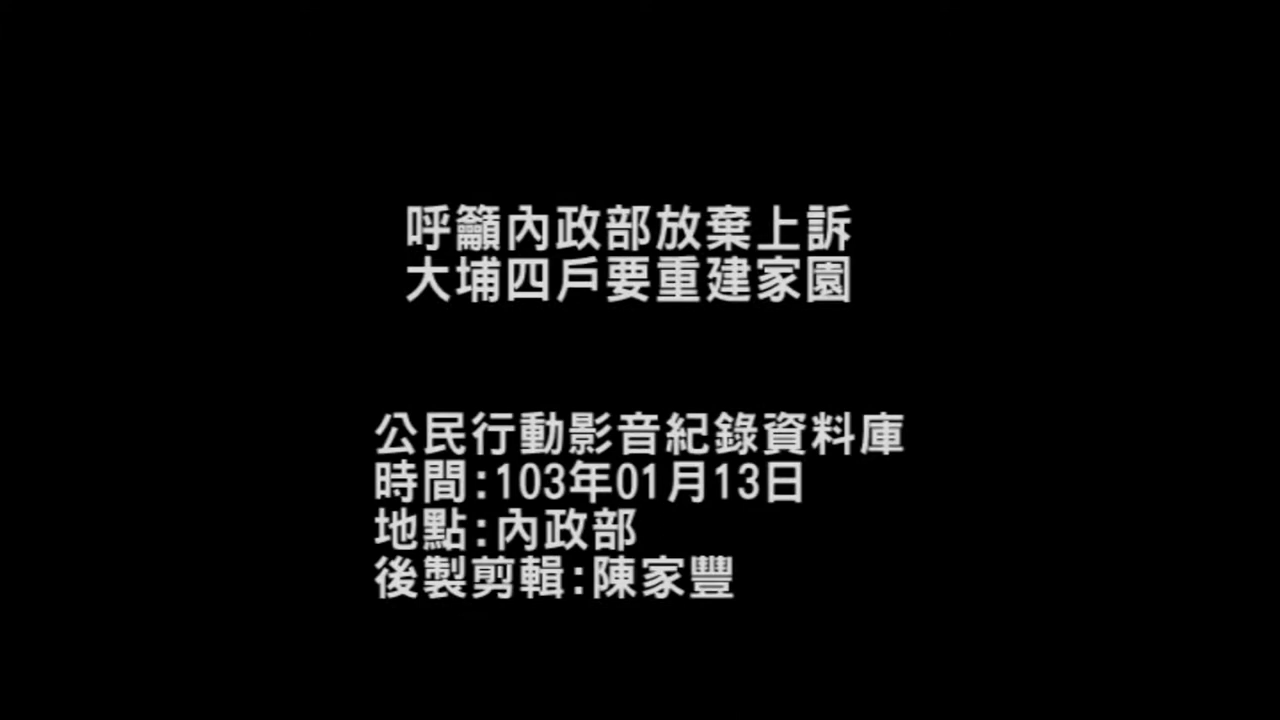 呼籲內政部放棄上訴
大埔四戶要重建家園
公民行動影音紀錄資料庫
時間:103年01月13日
地點:內政部
後製剪輯:陳家豐